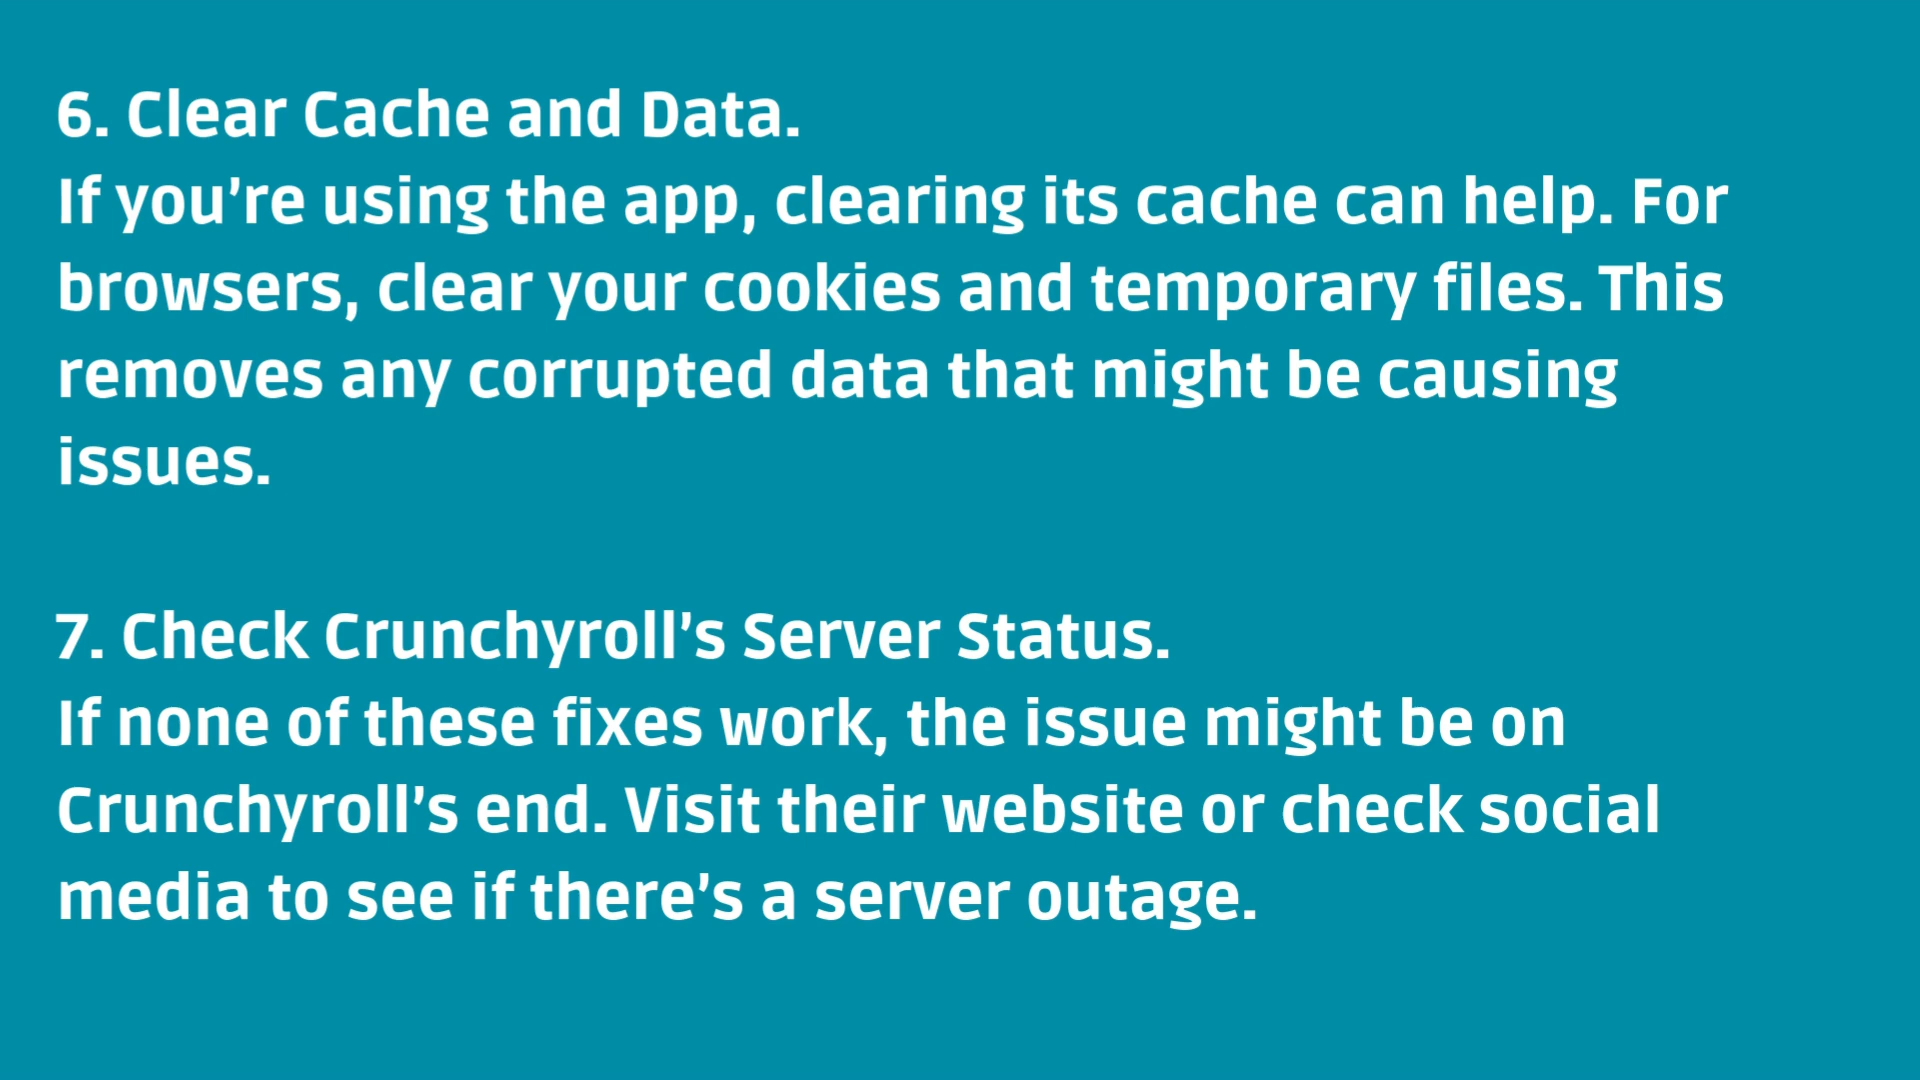 6. Clear Cache and Data.
If you’re using the app, clearing its cache can help. For
browsers, clear your cookies and temporary files. This
removes any corrupted data that might be causing
issues.
7. Check Crunchyroll’s Server Status.
If none of these fixes work, the issue might be on
Crunchyroll’s end. Visit their website or check social
media to see if there’s a server outage.